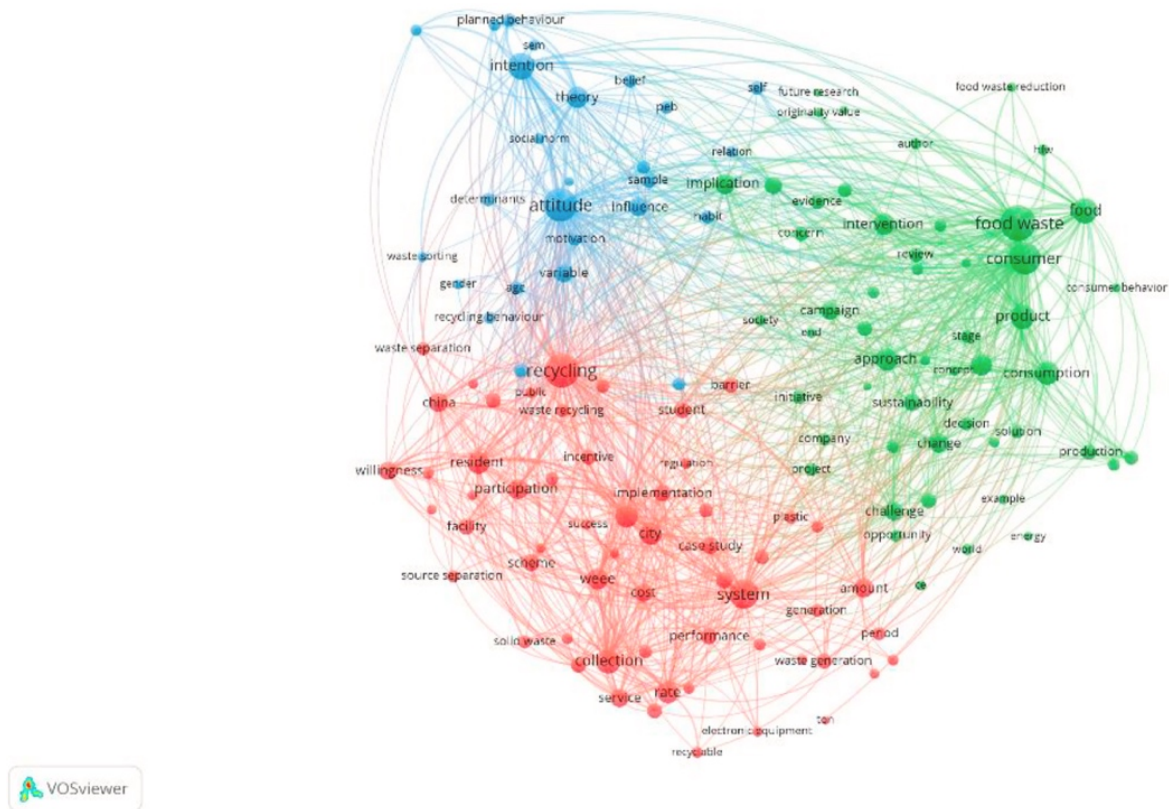 planned behaviour
sem
intention
belief
self
future research
food waste reduction
theory
peb
originality value
social norm
author
hfw
relation
sample
implication
determinants
attitude
influence
evidence
food
habit
intervention
food waste
motivation
concern
waste sorting
variable
review
consumer
gender
age
consumer behavior
recycling behaviour
campaign
society
end
product
stage
waste separation
recycling
approach
concept
consumption
public
barrier
china
waste recycling
student
initiative
sustainability
decision
solution
company
change
production
willingness
resident
incentive
regulation
project
participation
implementation
example
facility
success
city
plastic
challenge
case study
opportunity
energy
scheme
world
source separation
weee
cost
system
amount
ce
generation
solid waste
performance
period
collection
waste generation
service
rate
ton
electronic equipment
recyclable
VOSviewer